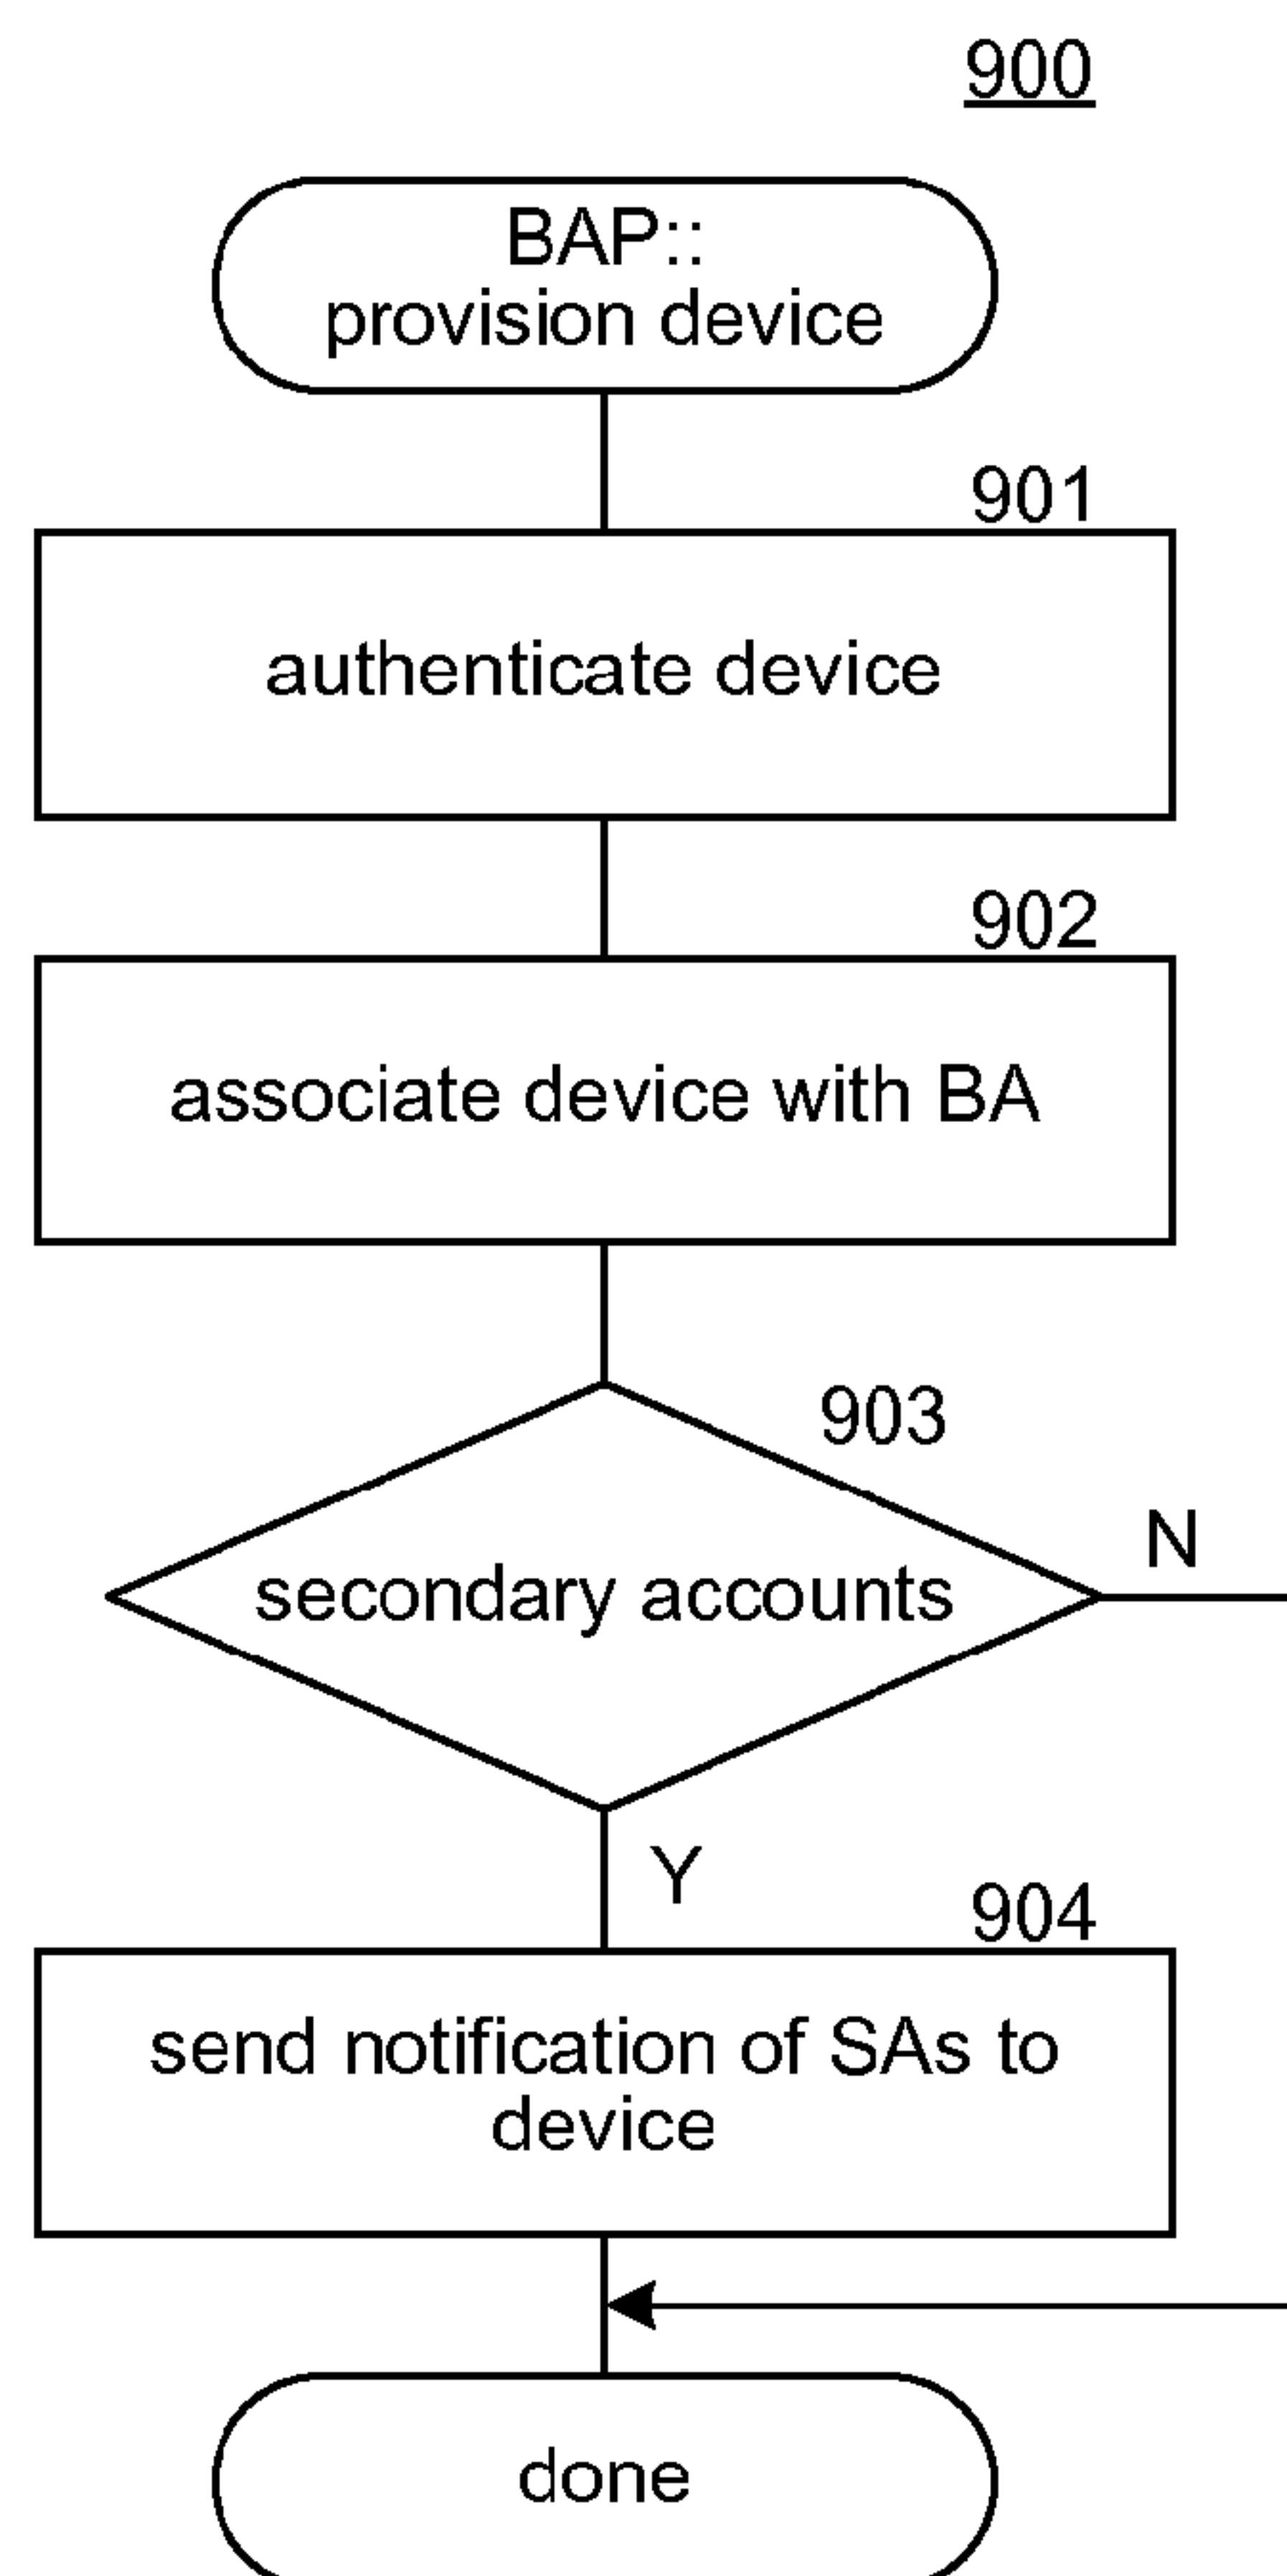 900
BAP::
provision device
901
authenticate device
902
associate device with BA
903
secondary accounts
N
Y
904
send notification of SAs to
device
done